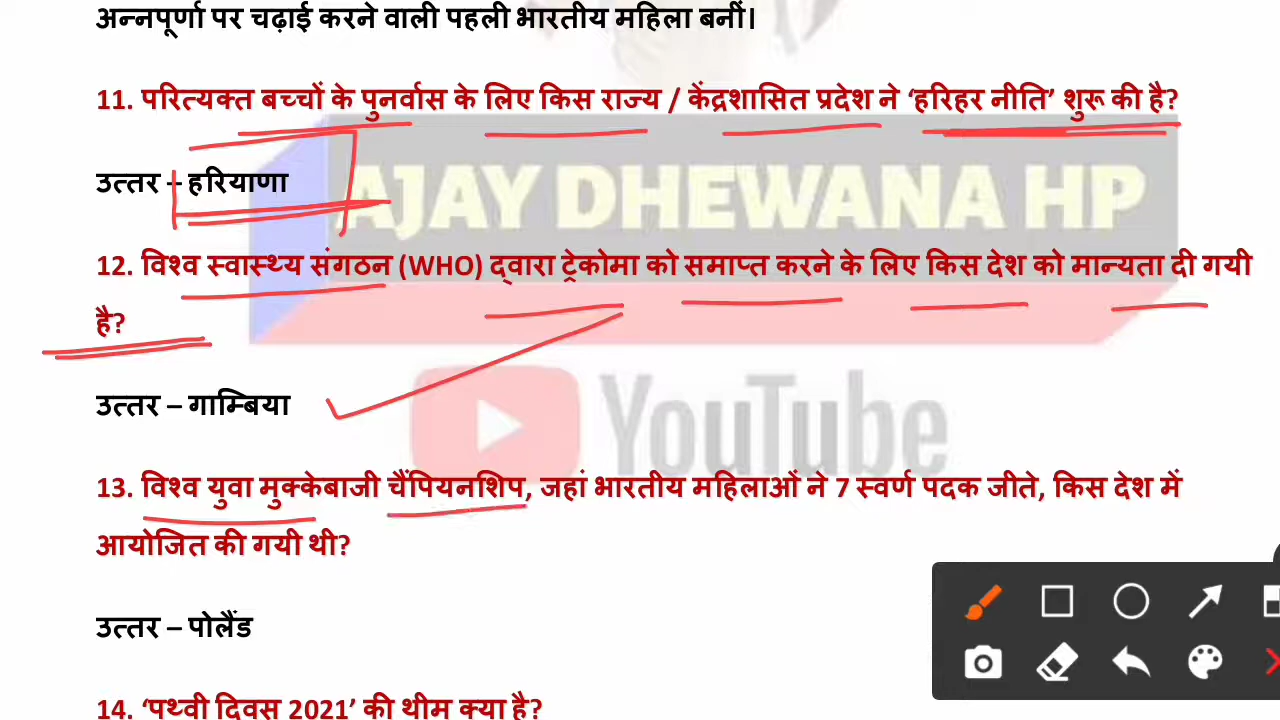 अन्नपूर्णा पर चढ़ाई करने वाली पहली भारतीय महिला बनीं।
11. परित्यक्त बच्चों के पुनर्वास के लिए किस राज्य / केंद्रशासित प्रदेश ने ‘हरिहर नीति’ शुरू की है?
उत्तर – हरियाणा
AJAY DHEWANA HP
12. विश्व स्वास्थ्य संगठन (WHO) द्वारा ट्रेकोमा को समाप्त करने के लिए किस देश को मान्यता दी गयी
है?
उत्तर – गाम्बिया
YouTube
13. विश्व युवा मुक्केबाजी चैंपियनशिप, जहां भारतीय महिलाओं ने 7 स्वर्ण पदक जीते, किस देश में
आयोजित की गयी थी?
उत्तर – पोलैंड
14. ‘पृथ्वी दिवस 2021’ की थीम क्या है?